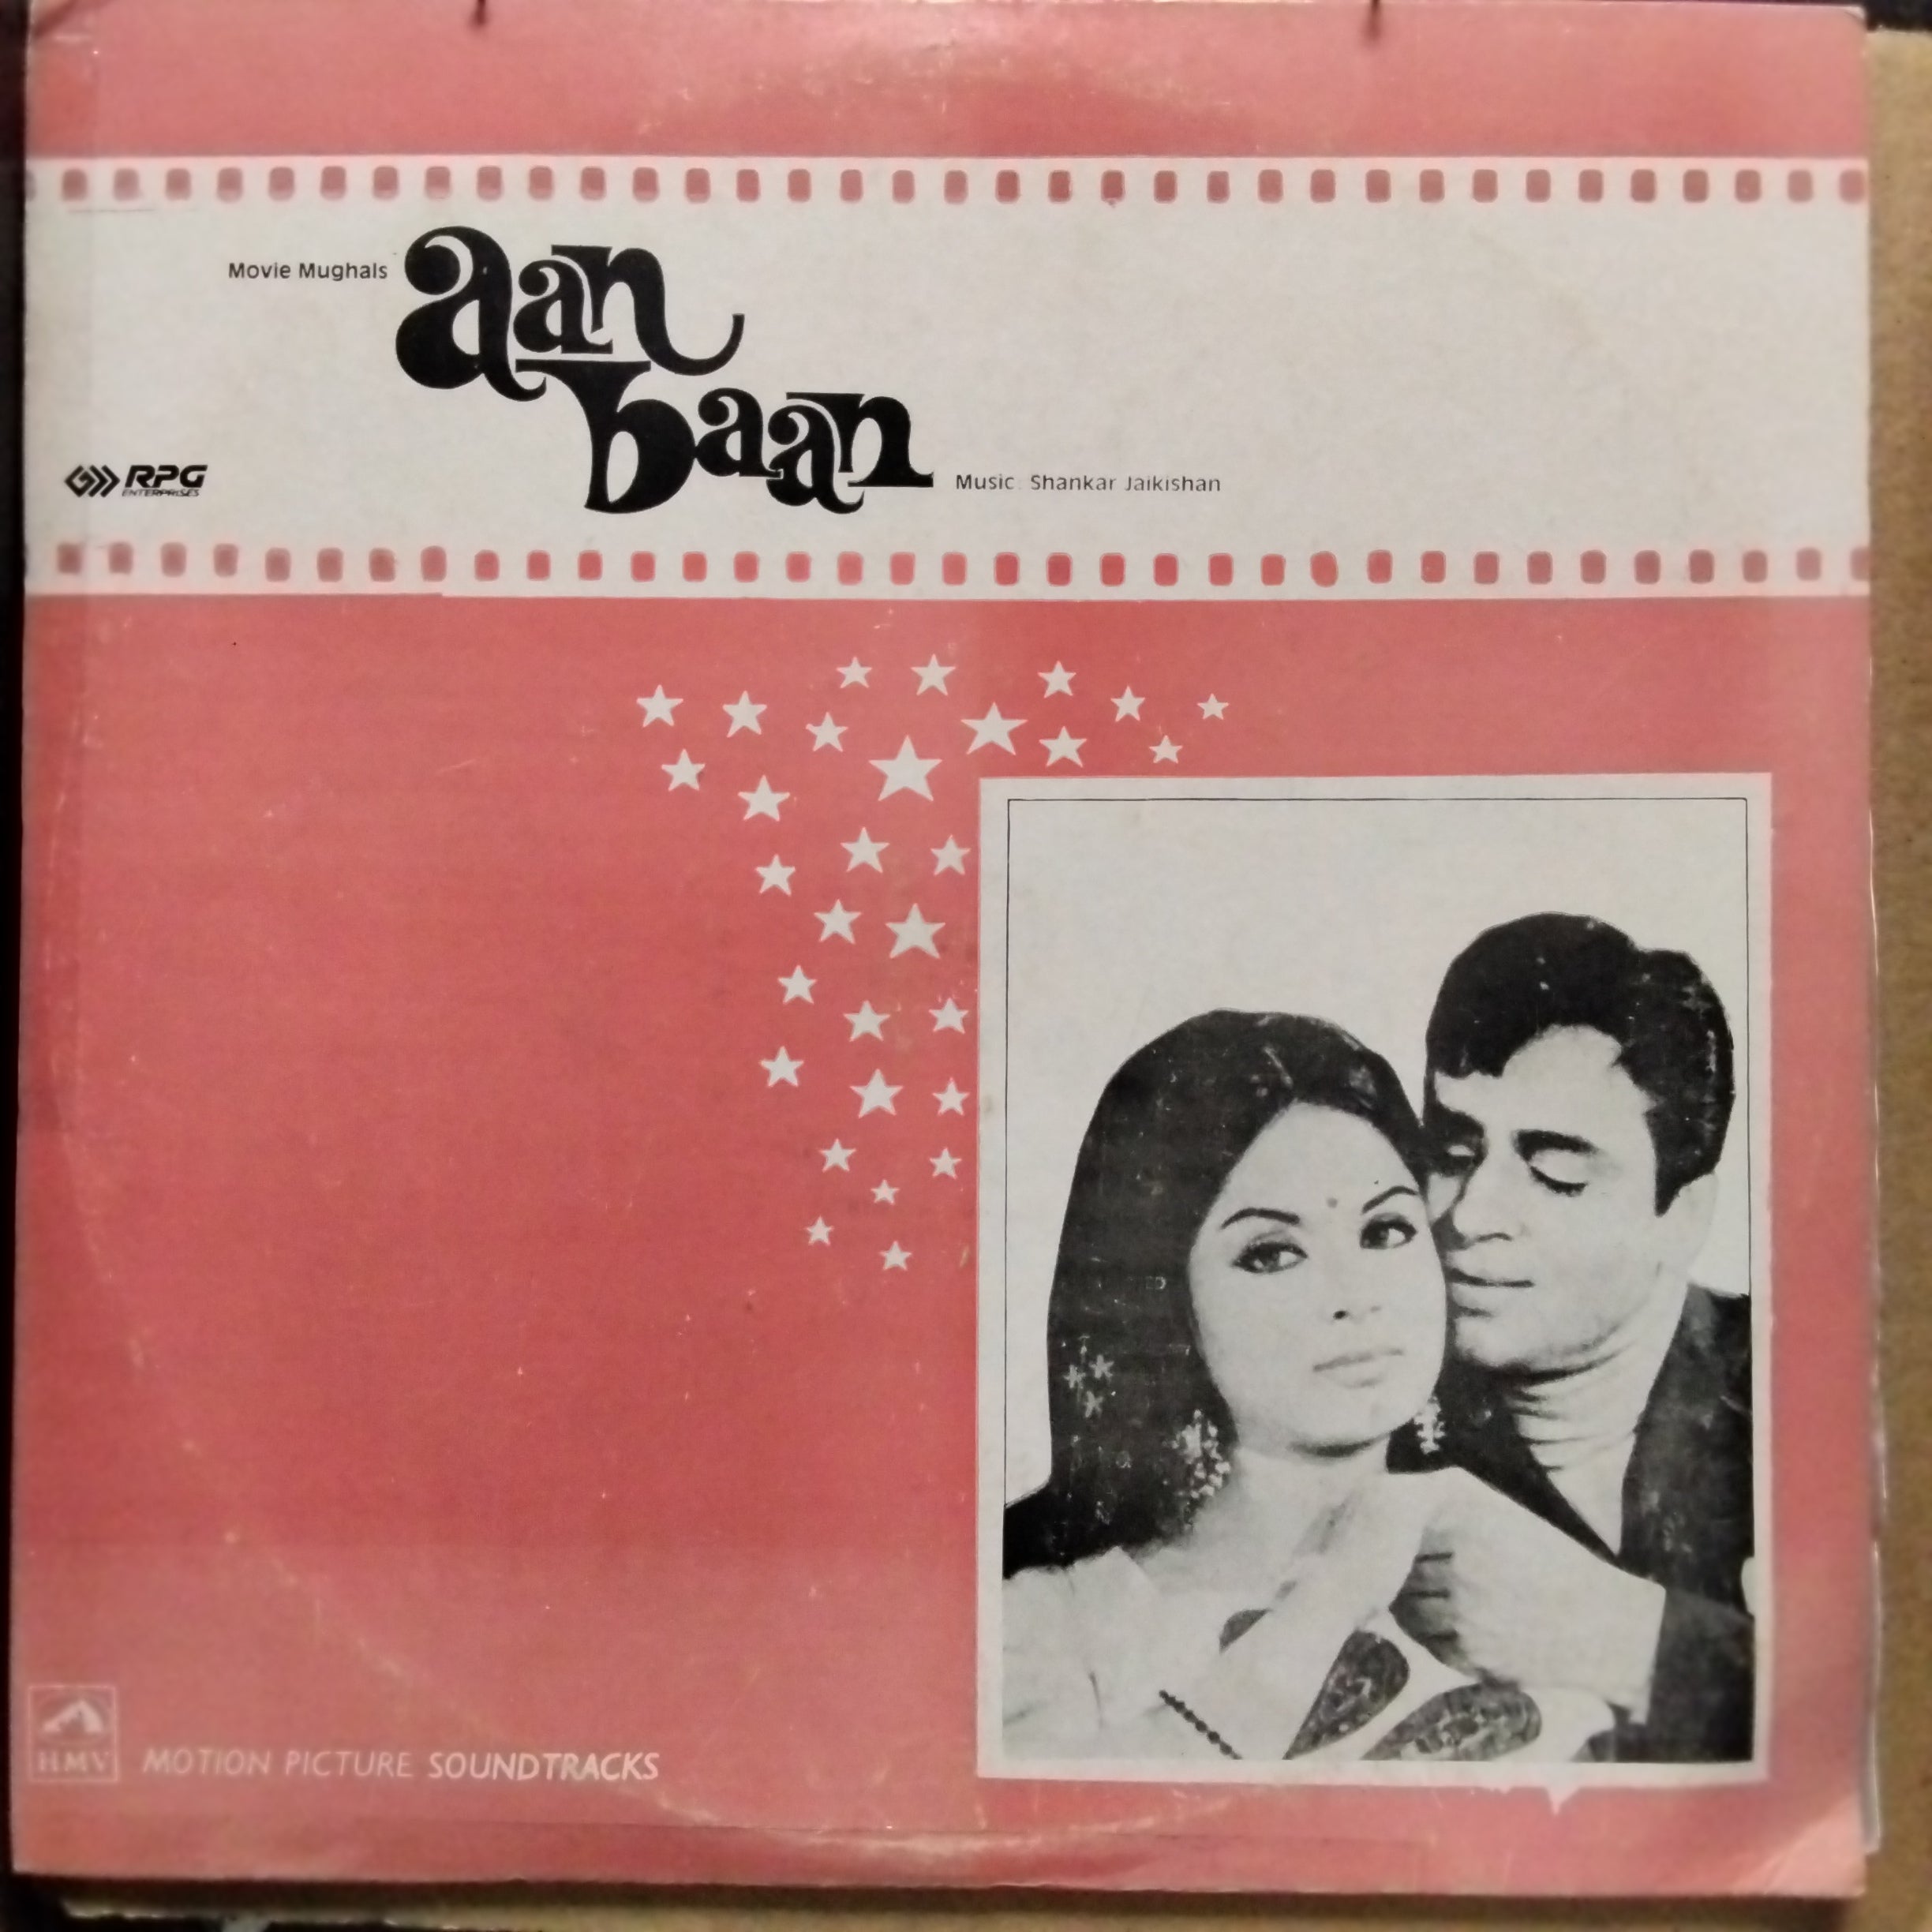 Movie Mughals
aan
baan
RPG
ENTERPRISES
Music: Shankar Jaikishan
HMV
MOTION PICTURE SOUNDTRACKS